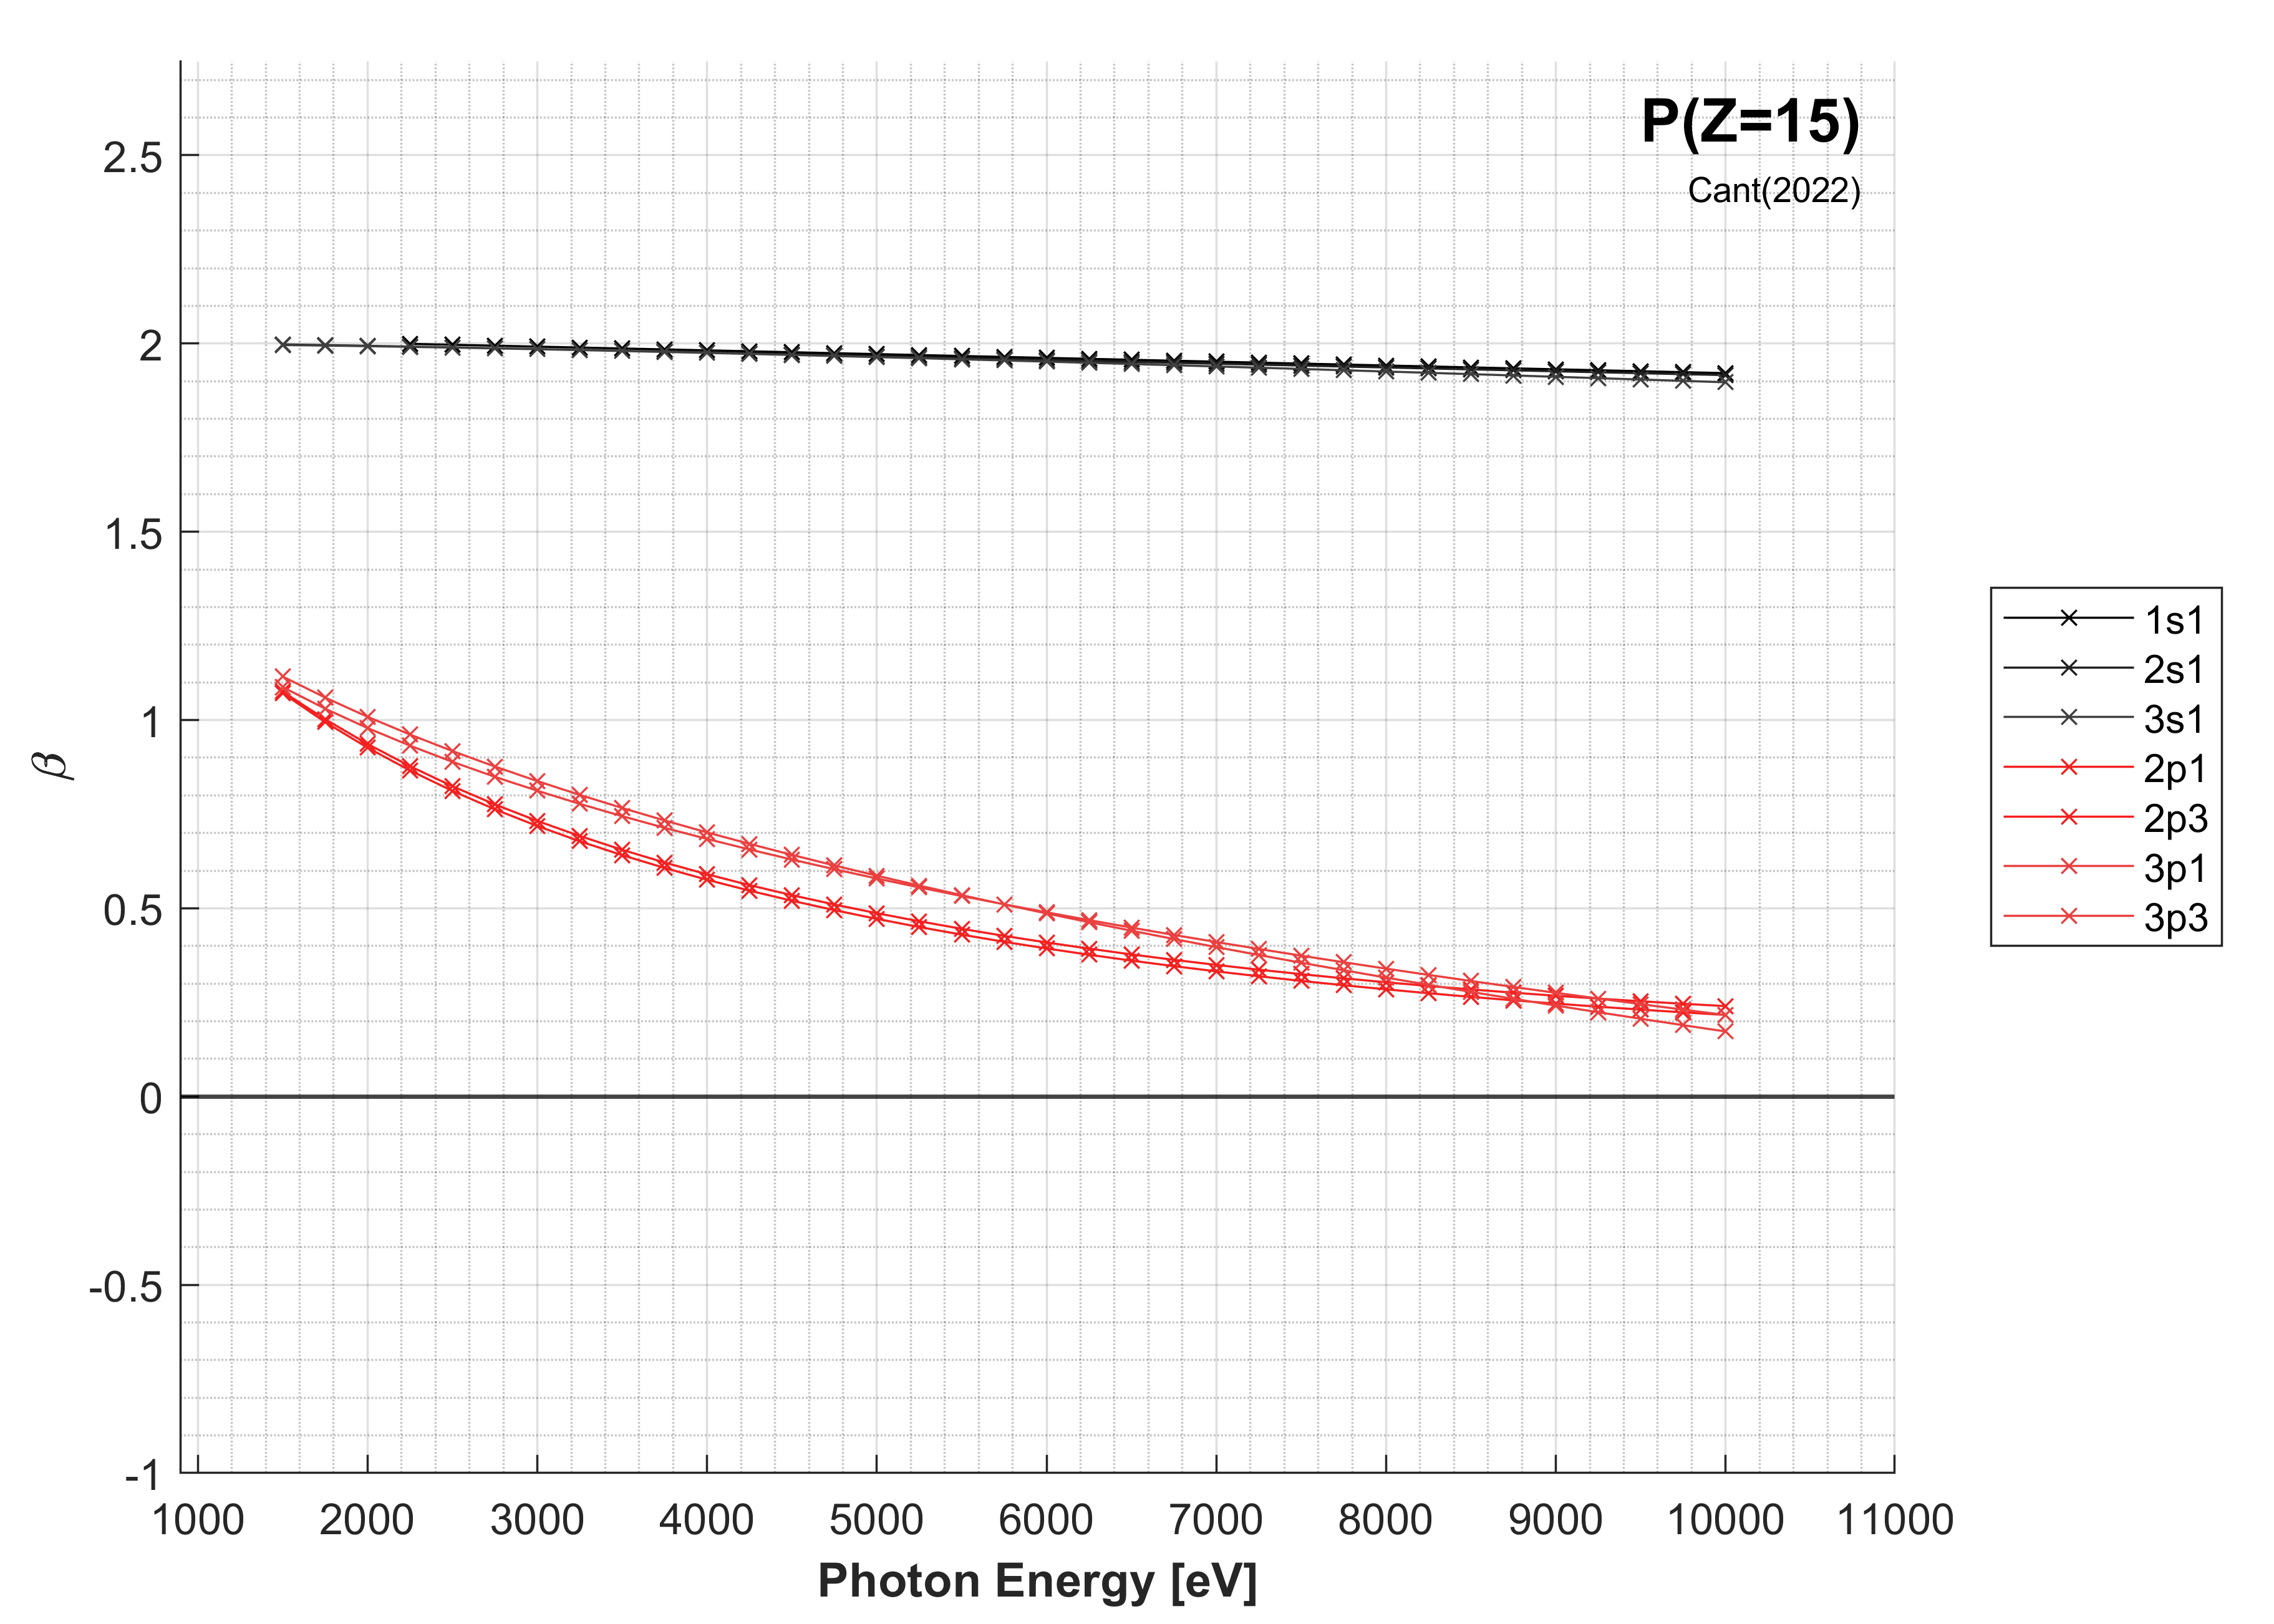 P(Z=15)
Cant(2022)
2.5
2
1.5
1
0.5
0
-0.5
-1
β
1000 2000 3000 4000 5000 6000 7000 8000 9000 10000 11000
Photon Energy [eV]
1s1
2s1
3s1
2p1
2p3
3p1
3p3